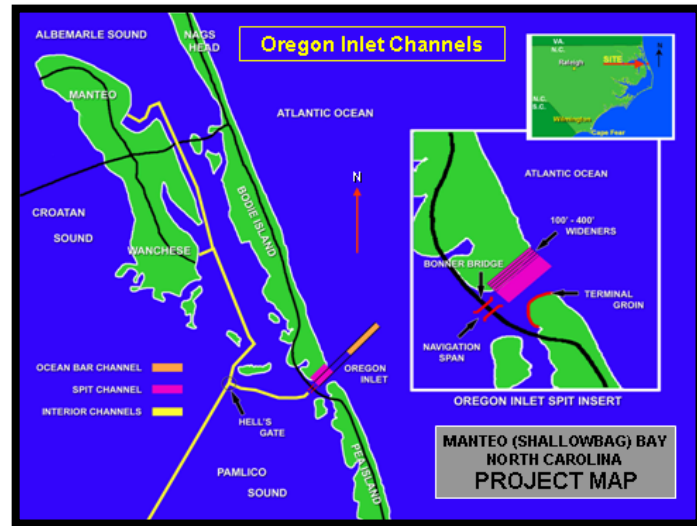 Oregon Inlet Channels
ALBEMARLE SOUND
NAGS
HEAD
MANTEO
ATLANTIC OCEAN
N
CROATAN
SOUND
WANCHESE
BODIE ISLAND
OCEAN BAR CHANNEL
SPIT CHANNEL
INTERIOR CHANNELS
OREGON
INLET
HELL'S
GATE
PAMLICO
SOUND
PEA ISLAND
VA.
N.C.
Raleigh
SITE
N
N.C.
S.C.
Wilmington
Cape Fear
ATLANTIC OCEAN
100' - 400'
WIDENERS
BONNER BRIDGE
TERMINAL
GROIN
NAVIGATION
SPAN
OREGON INLET SPIT INSERT
MANTEO (SHALLOWBAG) BAY
NORTH CAROLINA
PROJECT MAP